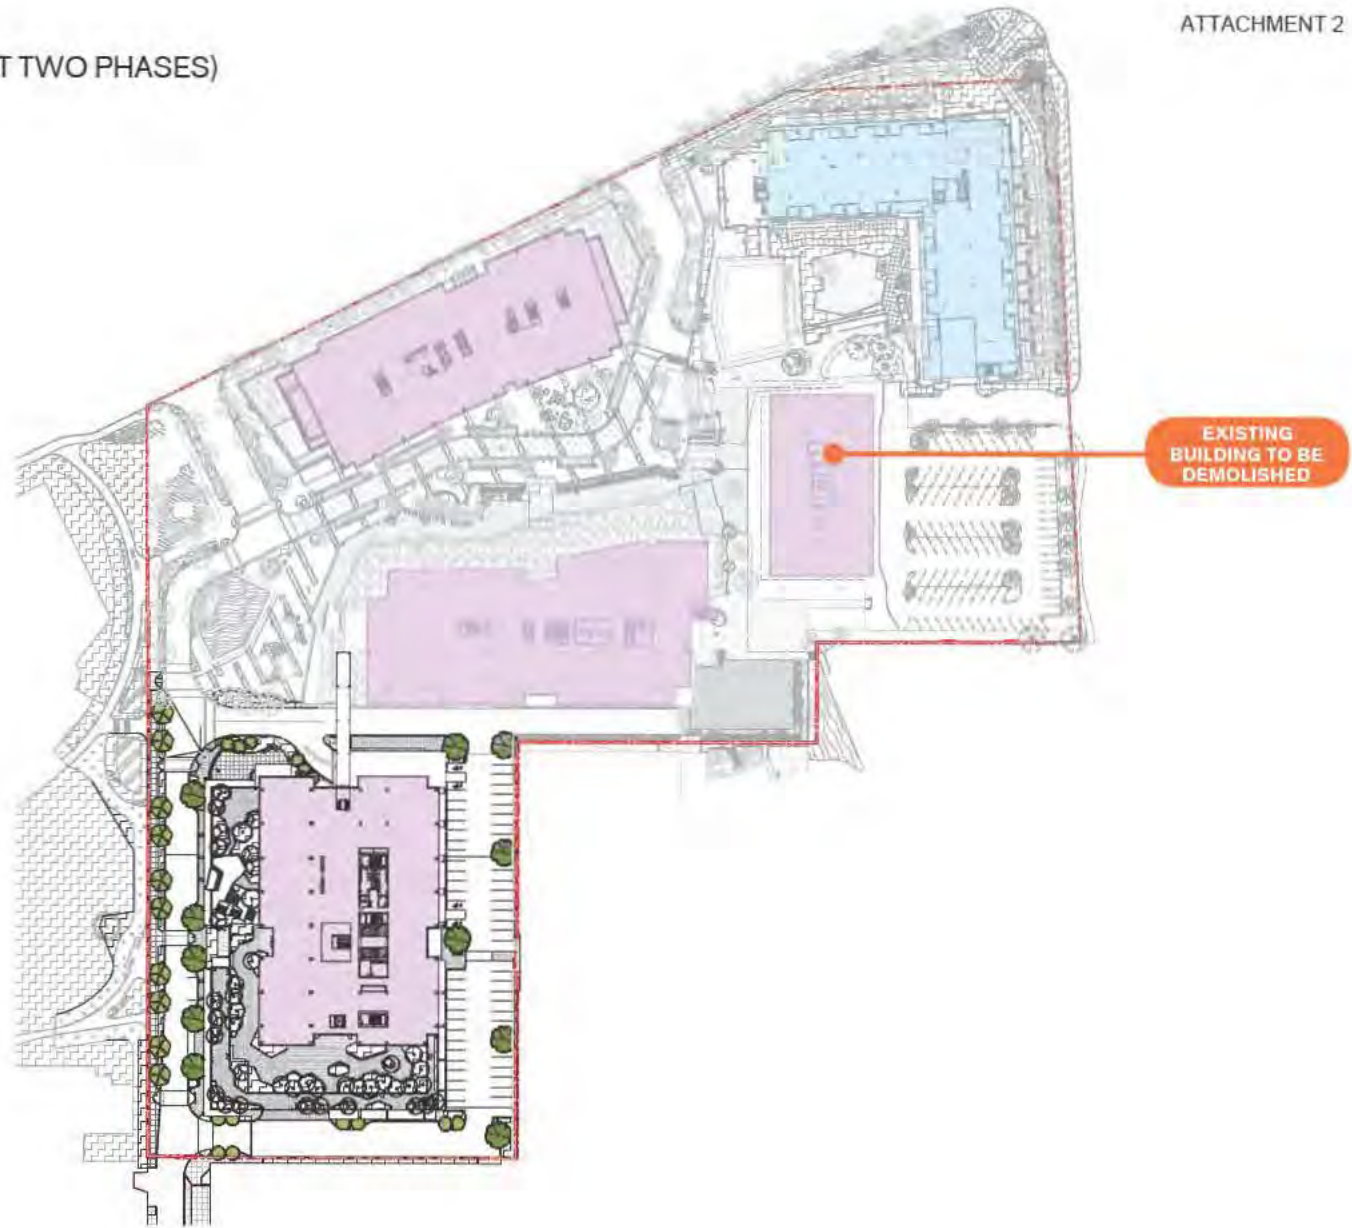 ATTACHMENT 2
T TWO PHASES)
EXISTING
BUILDING TO BE
DEMOLISHED